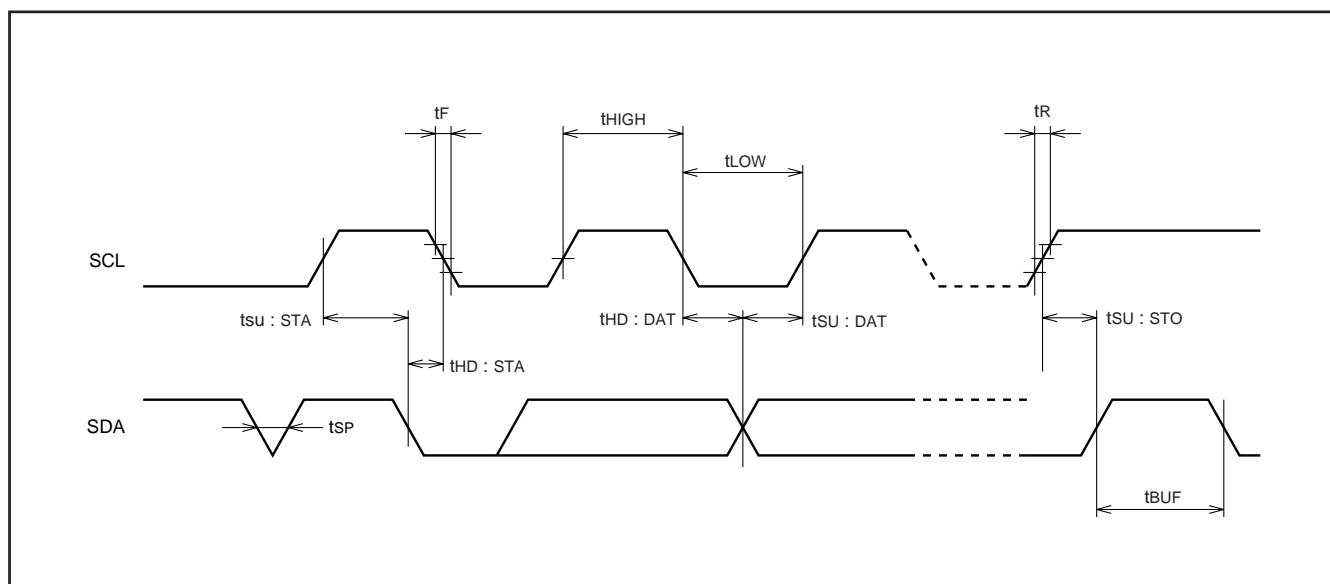 tF
tHIGH
tR
tLOW
SCL
tsu : STA
tHD : DAT
tSU : DAT
tSU : STO
tHD : STA
SDA
tSP
tBUF